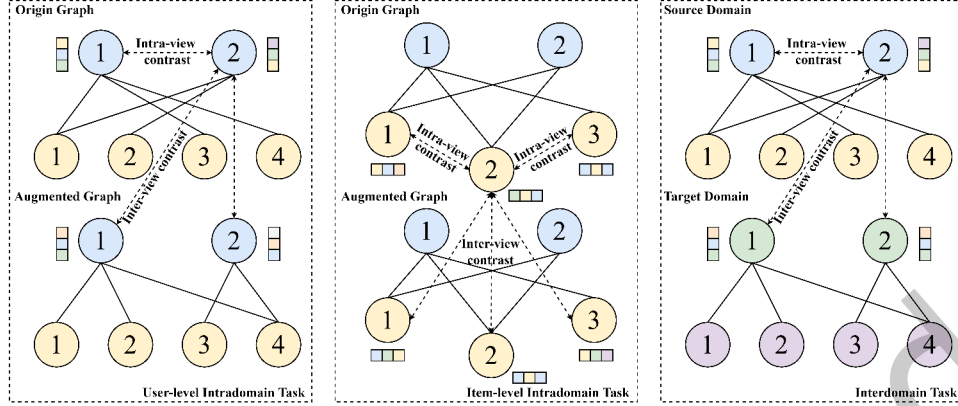 Origin Graph
1
Intra-view
contrast
2
1
2
3
4
Inter-view contrast
Augmented Graph
1
2
1
2
3
4
User-level Intradomain Task
Origin Graph
1
2
1
Intra-view
contrast
2
Intra-view
contrast
3
Augmented Graph
1
2
Inter-view
contrast
1
2
3
Item-level Intradomain Task
Source Domain
1
Intra-view
contrast
2
1
2
3
4
Inter-view contrast
Target Domain
1
2
1
2
3
4
Interdomain Task